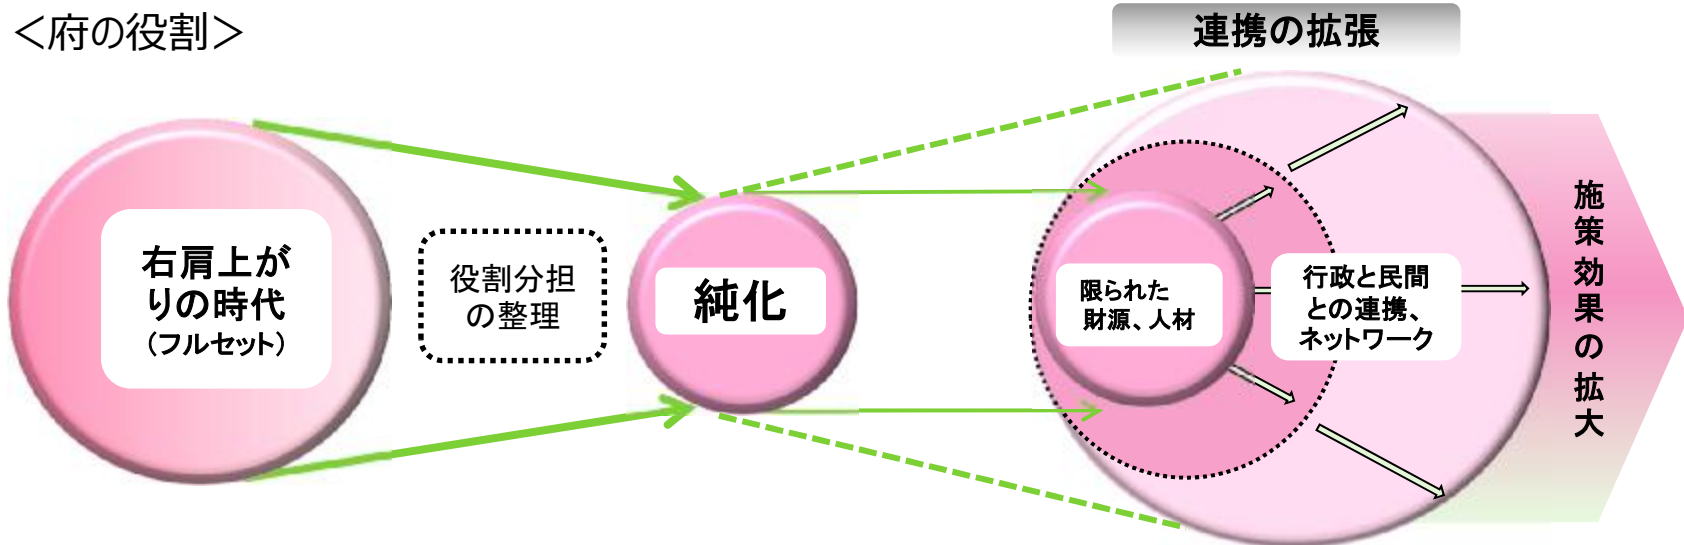 ＜府の役割＞
連携の拡張
右肩上が
りの時代
（フルセット）
役割分担
の整理
純化
限られた
財源、人材
行政と民間
との連携、
ネットワーク
施策効果の拡大